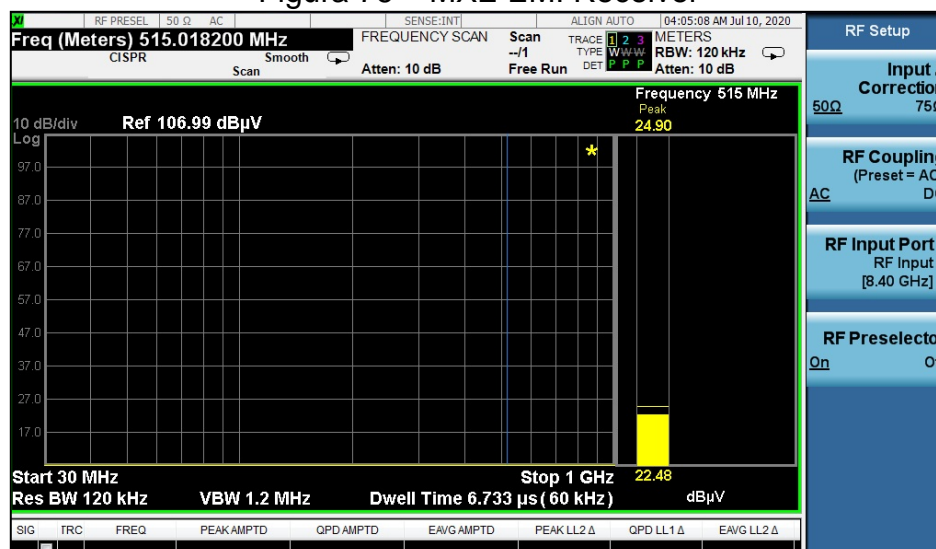 RF PRESEL 50 Ω AC SENSE:INT ALIGN AUTO 04:05:08 AM Jul 10, 2020
Freq (Meters) 515.018200 MHz
CISPR Smooth
Scan
FREQUENCY SCAN
Atten: 10 dB
Scan
--/1
Free Run
TRACE 1 2 3
TYPE W W W
DET P P P
METERS
RBW: 120 kHz
Atten: 10 dB
Frequency 515 MHz
Peak
24.90
10 dB/div Ref 106.99 dBµV
Log
97.0
87.0
77.0
67.0
57.0
47.0
37.0
27.0
17.0
*
22.48
dBµV
Start 30 MHz Stop 1 GHz
Res BW 120 kHz VBW 1.2 MHz Dwell Time 6.733 µs ( 60 kHz )
SIG TRC FREQ PEAK AMPTD QPD AMPTD EAVG AMPTD PEAK LL2 Δ QPD LL1 Δ EAVG LL2 Δ
RF Setup
Input
Correction
50Ω 75Ω
RF Coupling
(Preset = AC
AC
RF Input Port
RF Input
[8.40 GHz]
RF Preselecto
On